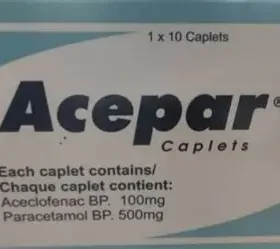 1 x 10 Caplets
Acepar®
Caplets
Each caplet contains/
Chaque caplet contient:
Aceclofenac BP. 100mg
Paracetamol BP. 500mg